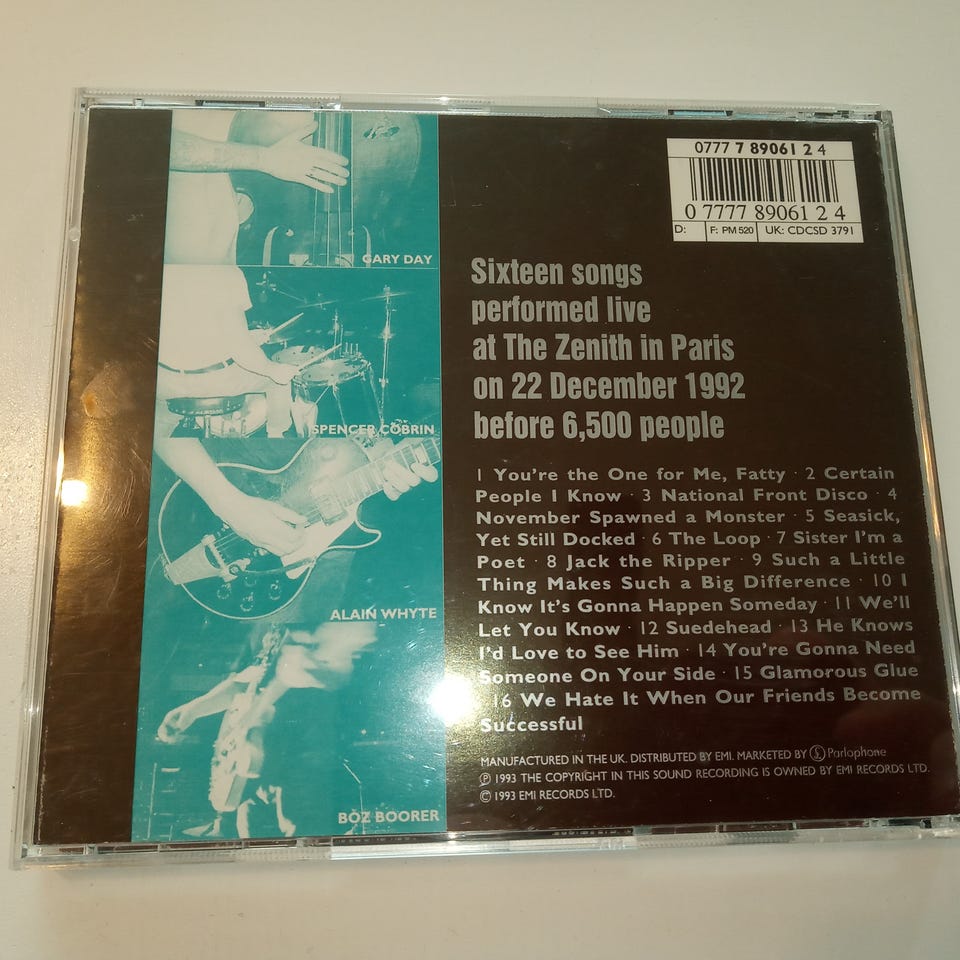 0777 7 89061 2 4
0 7777 89061 2 4
D: F: PM 520 UK: CDCSD 3791
GARY DAY
SPENCER COBRIN
ALAIN WHYTE
BOZ BOORER
Sixteen songs
performed live
at The Zenith in Paris
on 22 December 1992
before 6,500 people
1 You're the One for Me, Fatty · 2 Certain
People I Know · 3 National Front Disco · 4
November Spawned a Monster · 5 Seasick,
Yet Still Docked · 6 The Loop · 7 Sister I'm a
Poet · 8 Jack the Ripper · 9 Such a Little
Thing Makes Such a Big Difference · 10 I
Know It's Gonna Happen Someday · 11 We'll
Let You Know · 12 Suedehead · 13 He Knows
I'd Love to See Him · 14 You're Gonna Need
Someone On Your Side · 15 Glamorous Glue
· 16 We Hate It When Our Friends Become
Successful
MANUFACTURED IN THE UK. DISTRIBUTED BY EMI. MARKETED BY £ Parlophone
℗ 1993 THE COPYRIGHT IN THIS SOUND RECORDING IS OWNED BY EMI RECORDS LTD.
© 1993 EMI RECORDS LTD.